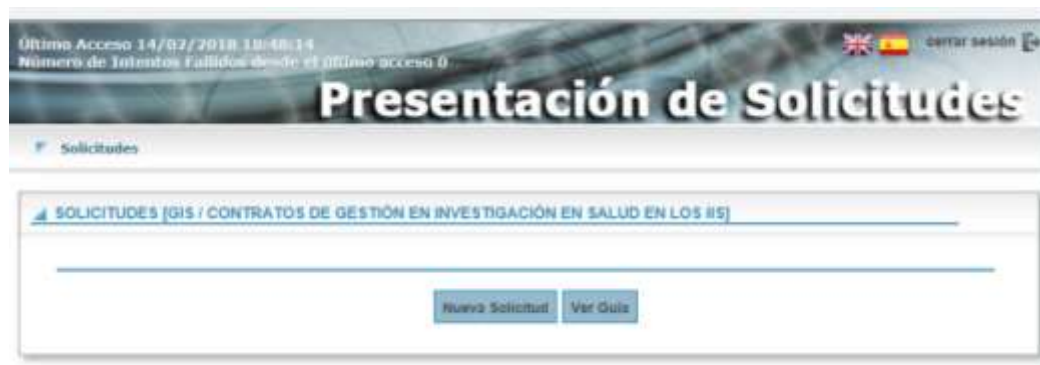 Último Acceso 14/02/2018 18:48:14
Número de Intentos Fallidos desde el último acceso 0
cerrar sesión
Presentación de Solicitudes
Solicitudes
SOLICITUDES [GIS / CONTRATOS DE GESTIÓN EN INVESTIGACIÓN EN SALUD EN LOS IIS]
Nueva Solicitud
Ver Guía